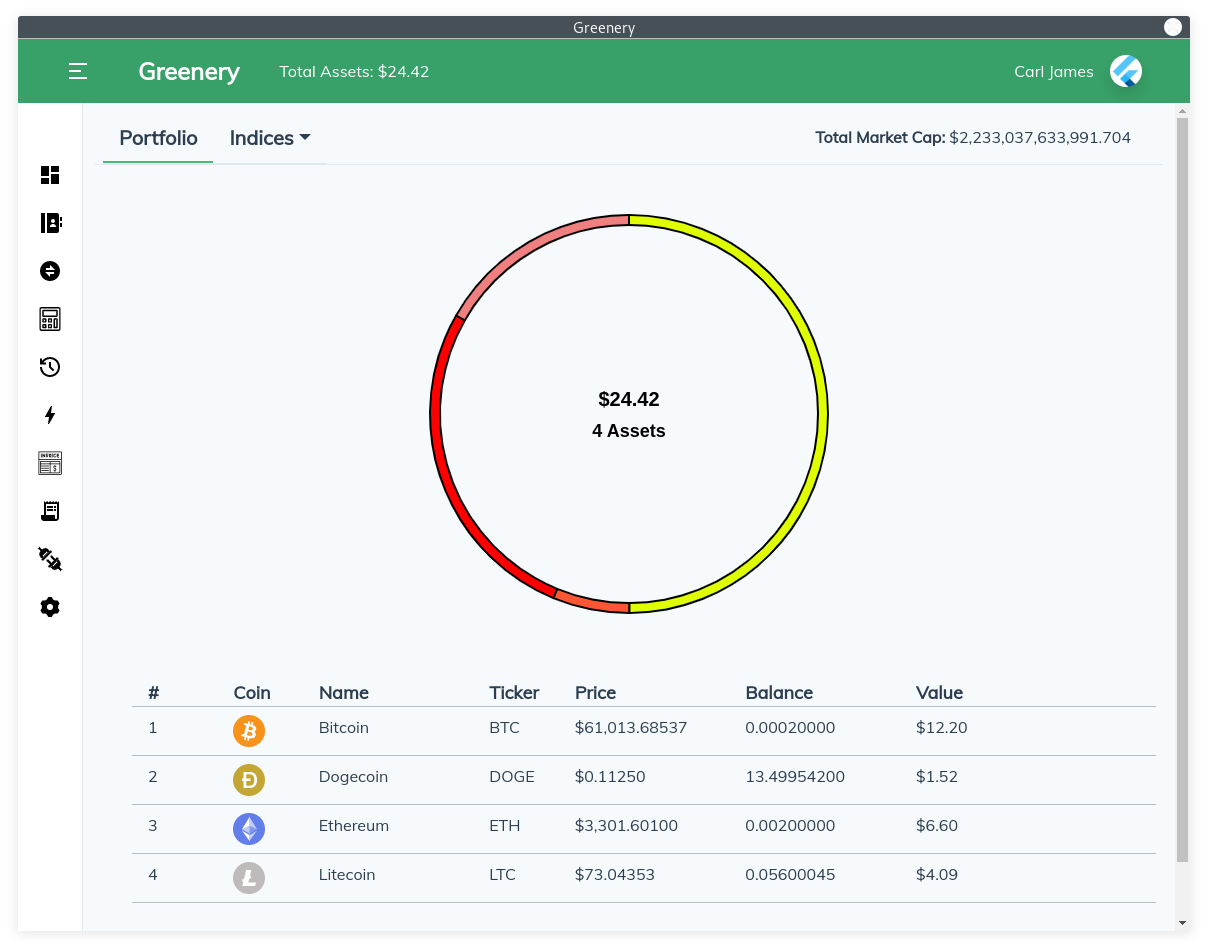 Greenery
Greenery Total Assets: $24.42 Carl James
Portfolio Indices Total Market Cap: $2,233,037,633,991.704
$24.42
4 Assets
INVOICE
$
# Coin Name Ticker Price Balance Value
1 Bitcoin BTC $61,013.68537 0.00020000 $12.20
2 Dogecoin DOGE $0.11250 13.49954200 $1.52
3 Ethereum ETH $3,301.60100 0.00200000 $6.60
4 Litecoin LTC $73.04353 0.05600045 $4.09